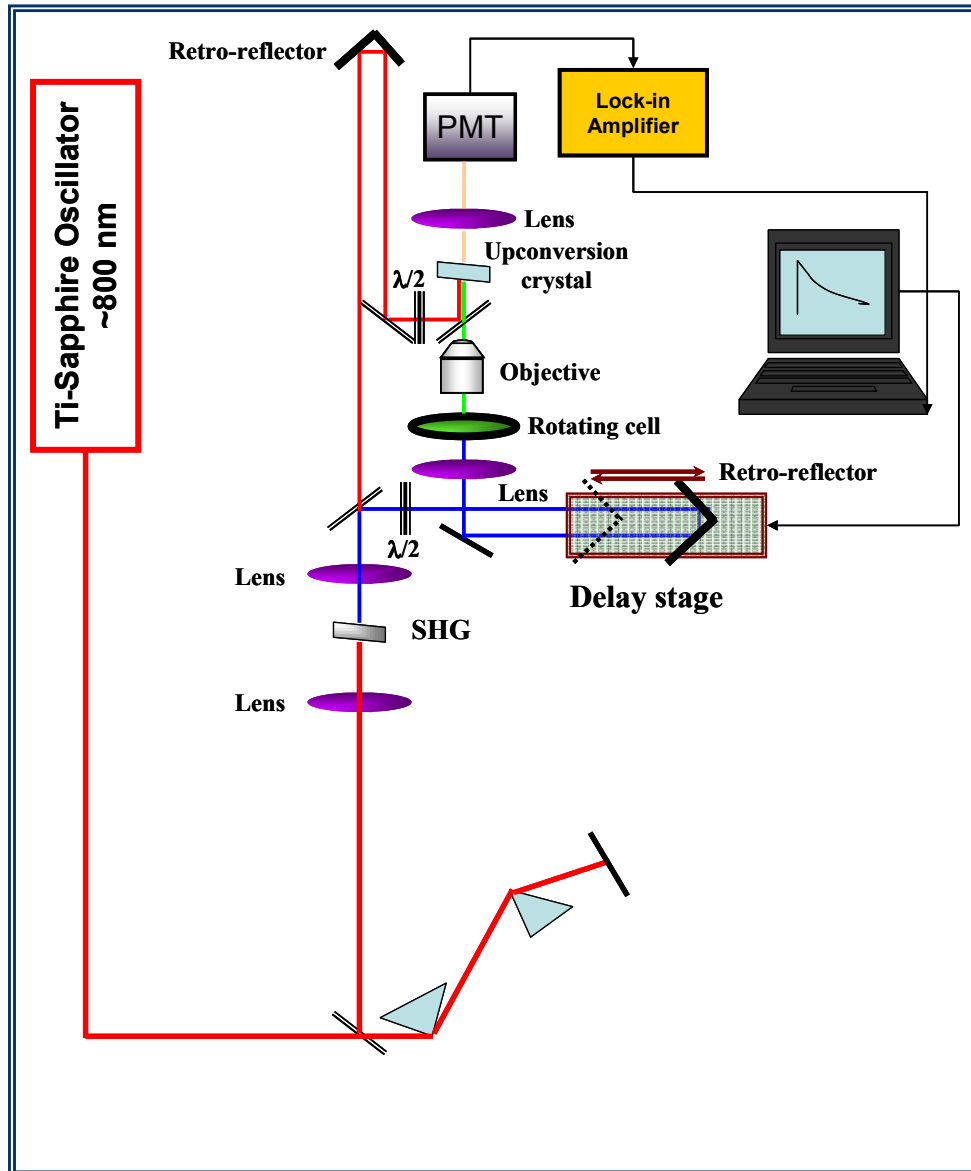 Retro-reflector
Ti-Sapphire Oscillator
~800 nm
PMT
Lock-in
Amplifier
Lens
Upconversion
crystal
λ/2
Objective
Rotating cell
Retro-reflector
Lens
λ/2
Lens
Delay stage
SHG
Lens